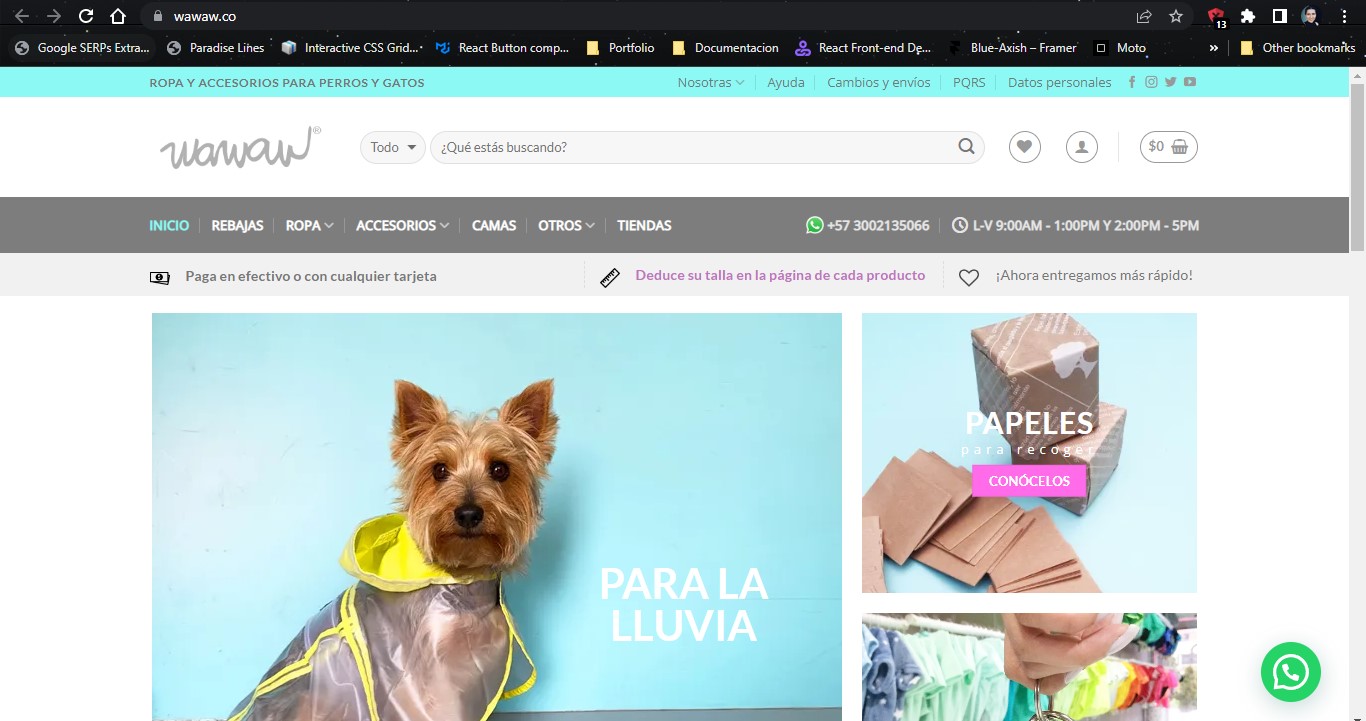 wawaw.co
13
Google SERPs Extra...
Paradise Lines
Interactive CSS Grid...
React Button comp...
Portfolio
Documentacion
React Front-end De...
Blue-Axish – Framer
Moto
»
Other bookmarks
ROPA Y ACCESORIOS PARA PERROS Y GATOS
Nosotras
Ayuda
Cambios y envíos
PQRS
Datos personales
wawaw®
Todo
¿Qué estás buscando?
$0
INICIO
REBAJAS
ROPA
ACCESORIOS
CAMAS
OTROS
TIENDAS
+57 3002135066
L-V 9:00AM - 1:00PM Y 2:00PM - 5PM
Paga en efectivo o con cualquier tarjeta
Deduce su talla en la página de cada producto
¡Ahora entregamos más rápido!
PARA LA
LLUVIA
PAPELES
para recoger
CONÓCELOS